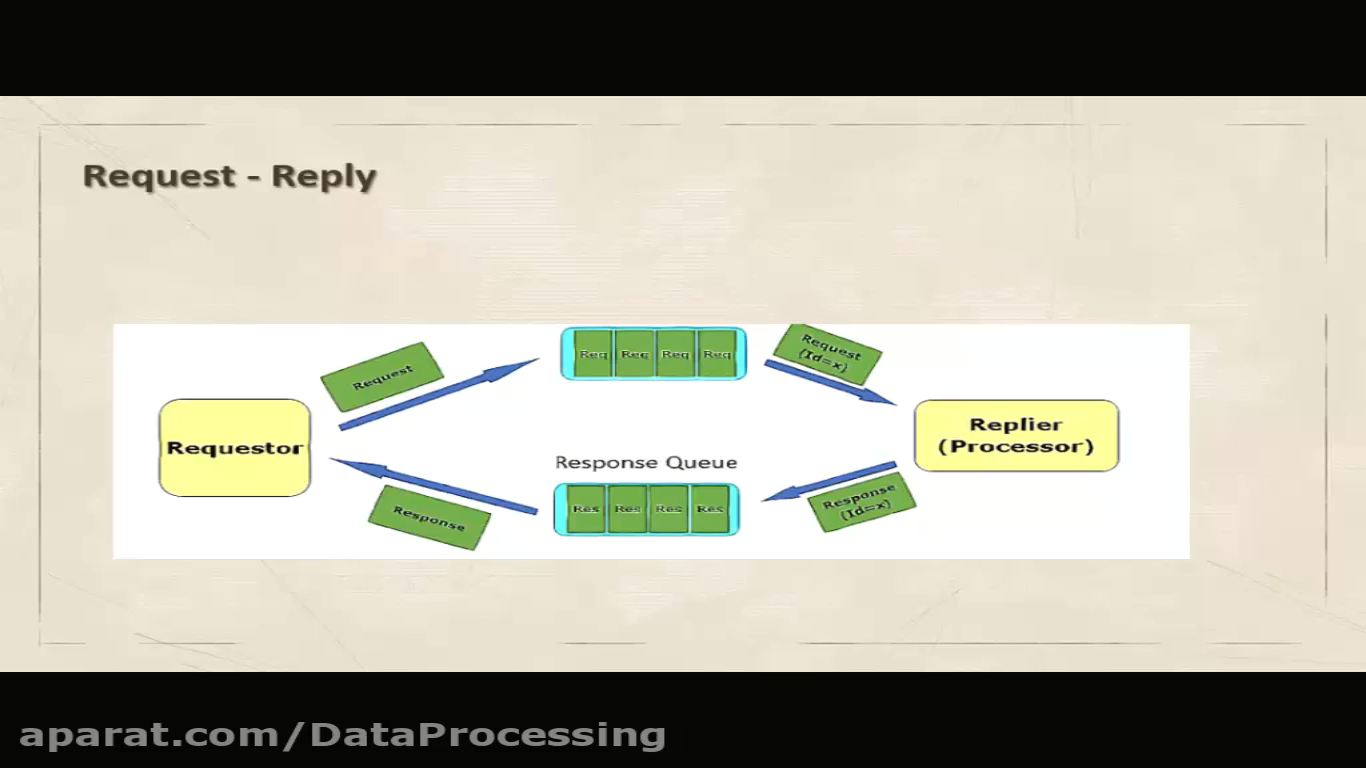 Request - Reply
Req Req Req Req
Request
(Id=x)
Request
Requestor
Replier
(Processor)
Response Queue
Res Res Res Res
Response
Response
(Id=x)
aparat.com/DataProcessing